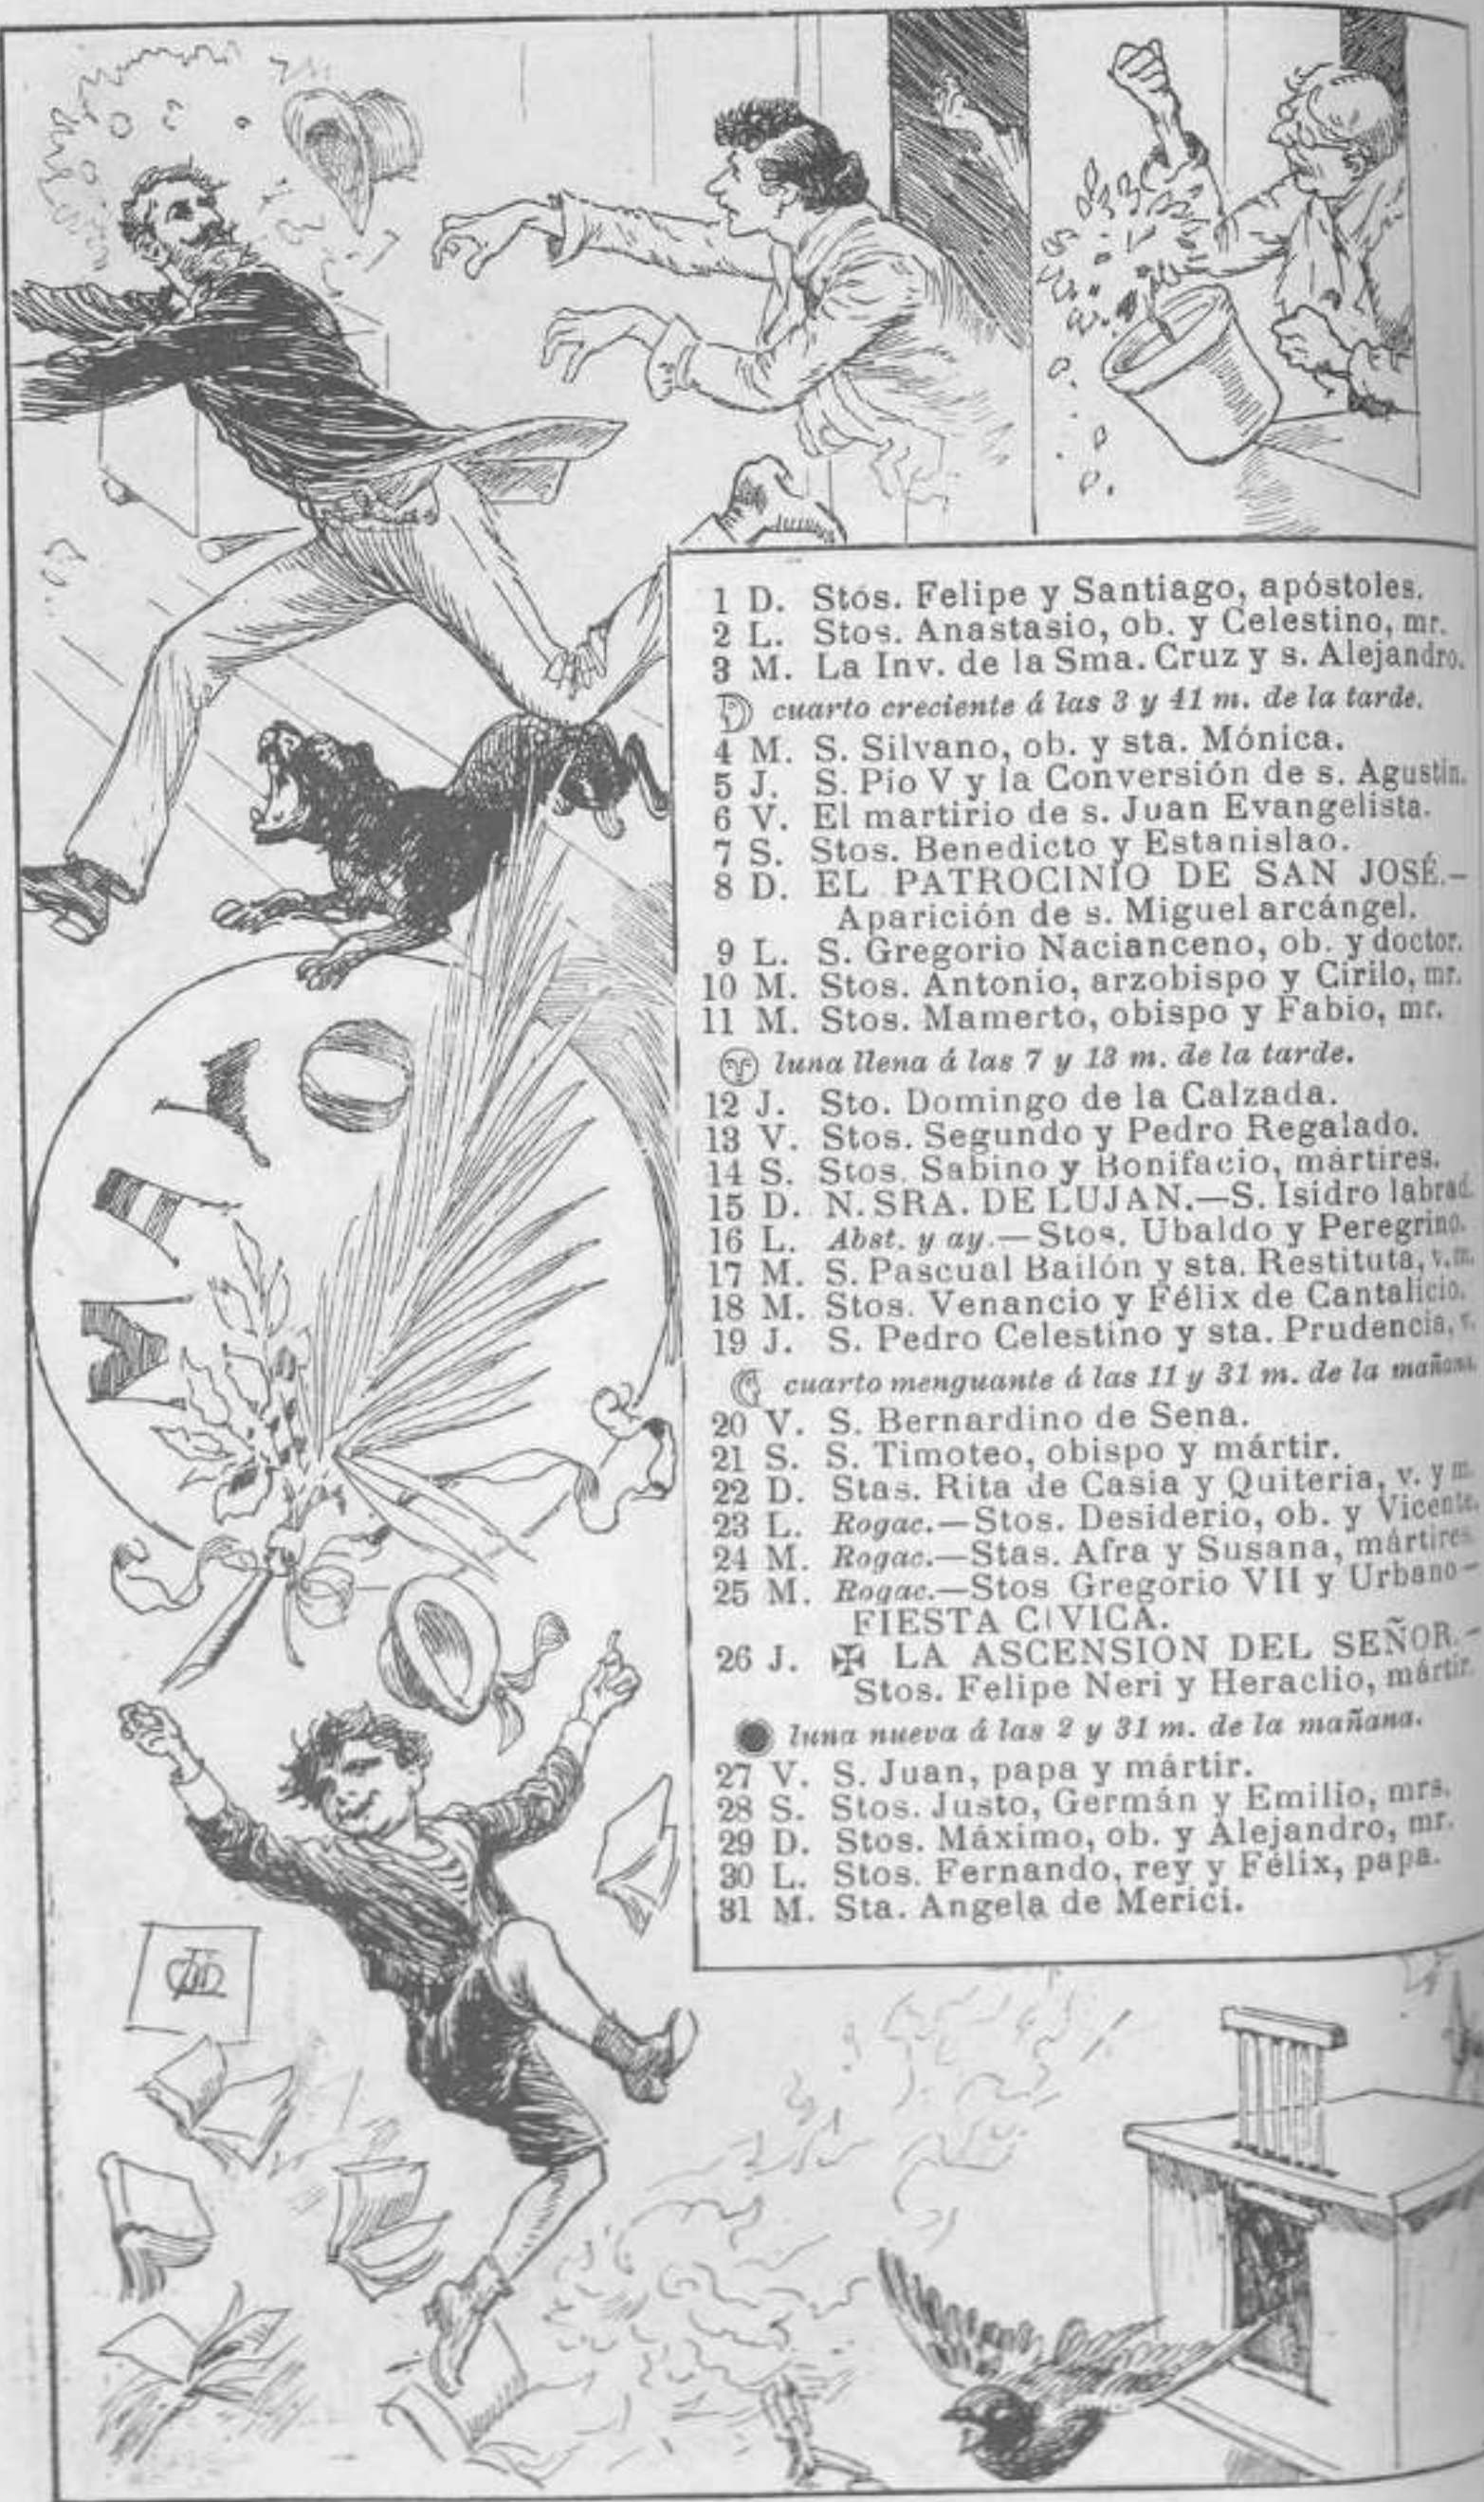 MAYO
1 D. Stós. Felipe y Santiago, apóstoles.
2 L. Stos. Anastasio, ob. y Celestino, mr.
3 M. La Inv. de la Sma. Cruz y s. Alejandro.
cuarto creciente á las 3 y 41 m. de la tarde.
4 M. S. Silvano, ob. y sta. Mónica.
5 J. S. Pio V y la Conversión de s. Agustin.
6 V. El martirio de s. Juan Evangelista.
7 S. Stos. Benedicto y Estanislao.
8 D. EL PATROCINIO DE SAN JOSÉ.—
Aparición de s. Miguel arcángel.
9 L. S. Gregorio Nacianceno, ob. y doctor.
10 M. Stos. Antonio, arzobispo y Cirilo, mr.
11 M. Stos. Mamerto, obispo y Fabio, mr.
luna llena á las 7 y 13 m. de la tarde.
12 J. Sto. Domingo de la Calzada.
13 V. Stos. Segundo y Pedro Regalado.
14 S. Stos. Sabino y Bonifacio, mártires.
15 D. N. SRA. DE LUJAN.—S. Isidro labrad.
16 L. Abst. y ay.—Stos. Ubaldo y Peregrino.
17 M. S. Pascual Bailón y sta. Restituta, v.m.
18 M. Stos. Venancio y Félix de Cantalicio.
19 J. S. Pedro Celestino y sta. Prudencia, v.
cuarto menguante á las 11 y 31 m. de la mañana.
20 V. S. Bernardino de Sena.
21 S. S. Timoteo, obispo y mártir.
22 D. Stas. Rita de Casia y Quiteria, v. y m.
23 L. Rogac.—Stos. Desiderio, ob. y Vicente.
24 M. Rogac.—Stas. Afra y Susana, mártires
25 M. Rogac.—Stos Gregorio VII y Urbano—
FIESTA CIVICA.
26 J. ✠ LA ASCENSION DEL SEÑOR.—
Stos. Felipe Neri y Heraclio, mártir.
luna nueva á las 2 y 31 m. de la mañana.
27 V. S. Juan, papa y mártir.
28 S. Stos. Justo, Germán y Emilio, mrs.
29 D. Stos. Máximo, ob. y Alejandro, mr.
30 L. Stos. Fernando, rey y Félix, papa.
31 M. Sta. Angela de Merici.